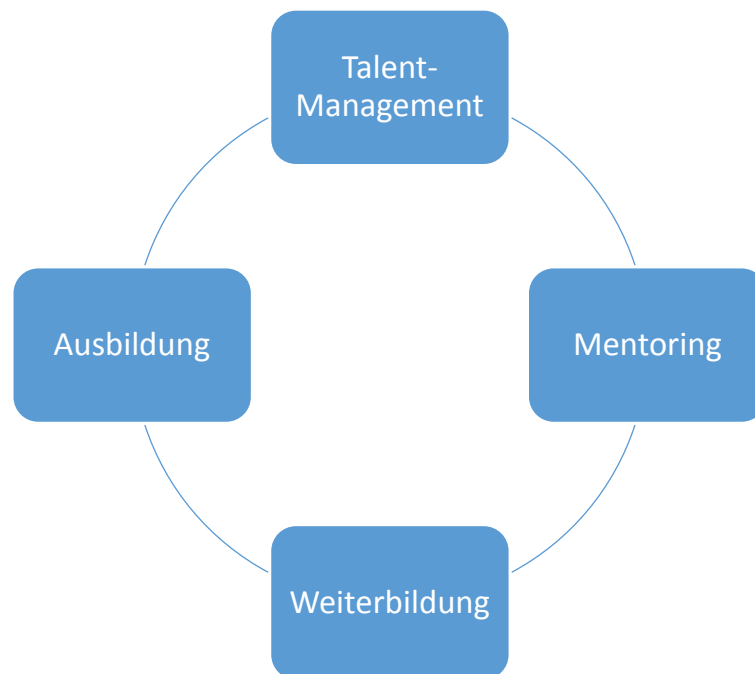 Talent-
Management
Ausbildung
Mentoring
Weiterbildung